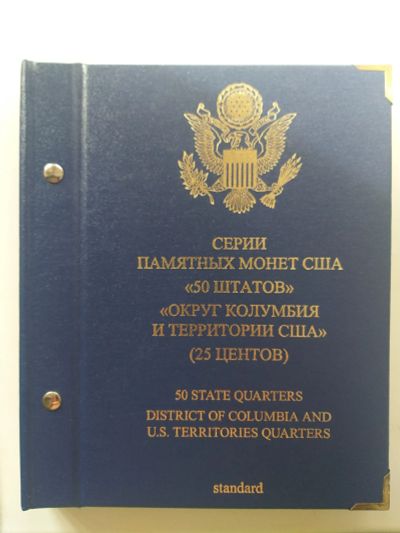 СЕРИИ
ПАМЯТНЫХ МОНЕТ США
«50 ШТАТОВ»
«ОКРУГ КОЛУМБИЯ
И ТЕРРИТОРИИ США»
(25 ЦЕНТОВ)
50 STATE QUARTERS
DISTRICT OF COLUMBIA AND
U.S. TERRITORIES QUARTERS
standard